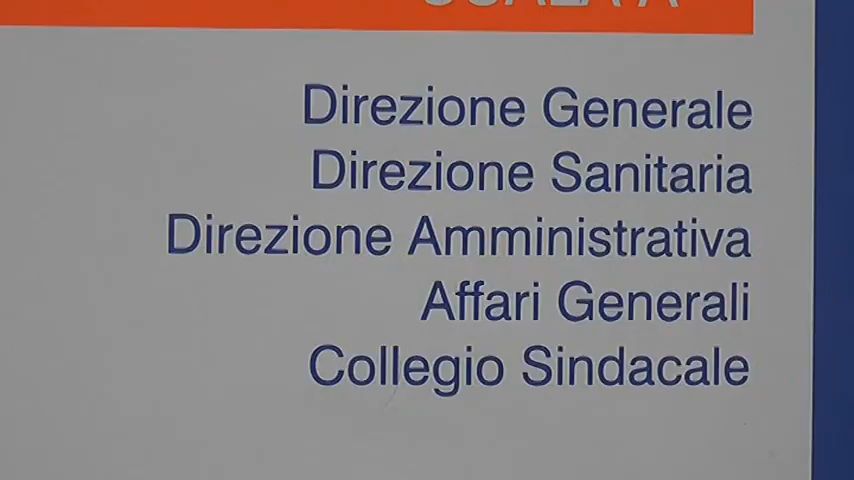 Direzione Generale
Direzione Sanitaria
Direzione Amministrativa
Affari Generali
Collegio Sindacale